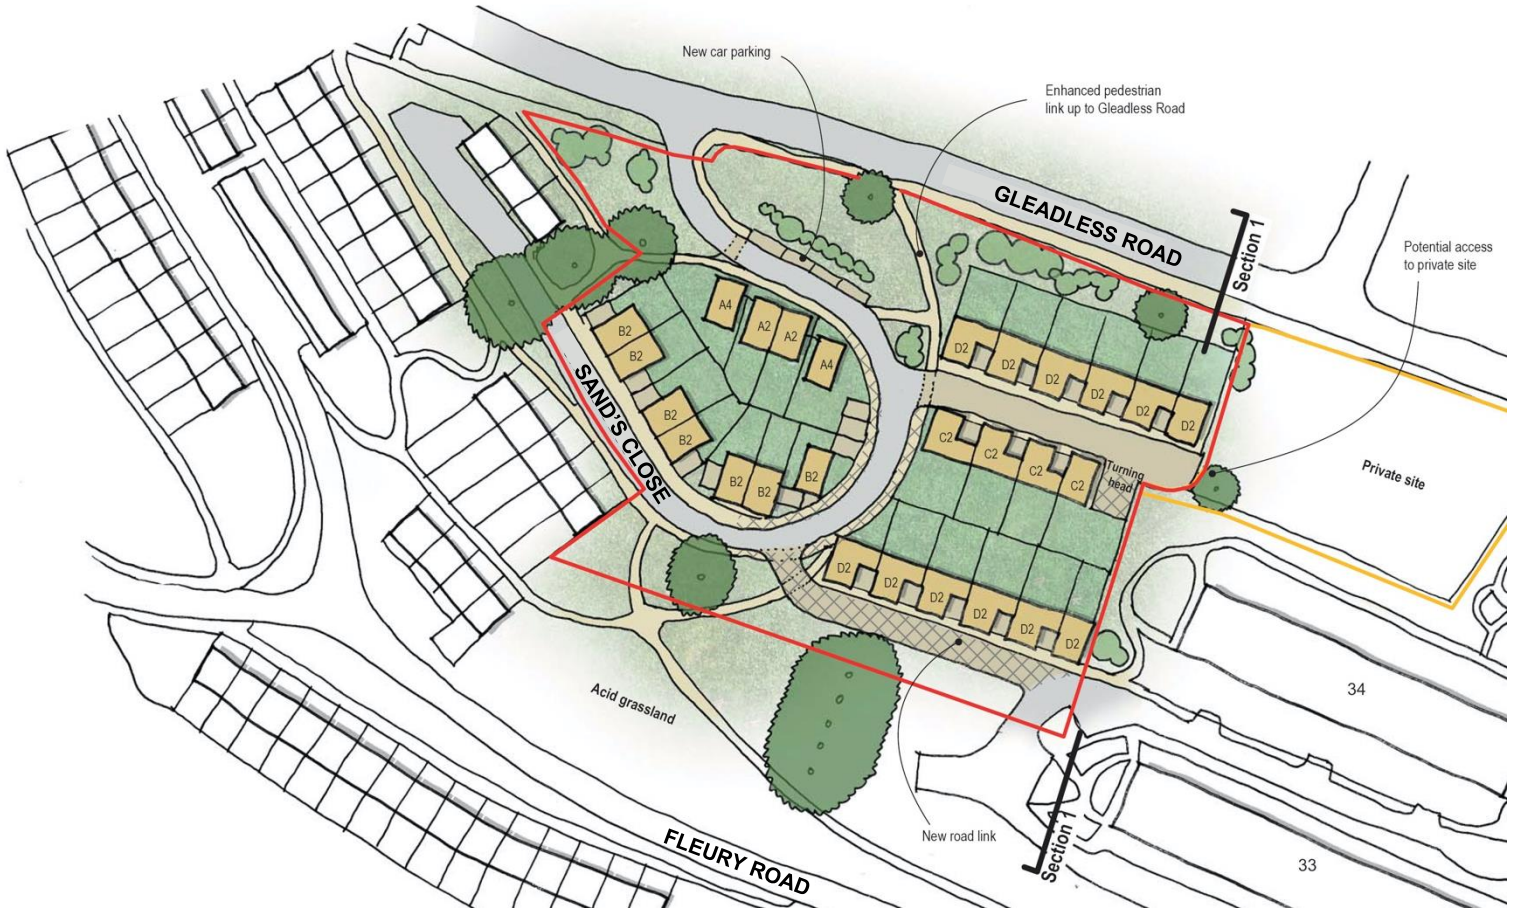 New car parking
Enhanced pedestrian
link up to Gleadless Road
GLEADLESS ROAD
Section 1
Potential access
to private site
Private site
A4
A2
A2
A4
B2
B2
B2
B2
B2
B2
B2
SAND'S CLOSE
D2
D2
D2
D2
D2
D2
C2
C2
C2
C2
Turning
head
D2
D2
D2
D2
D2
D2
Acid grassland
New road link
FLEURY ROAD
Section 1
34
33